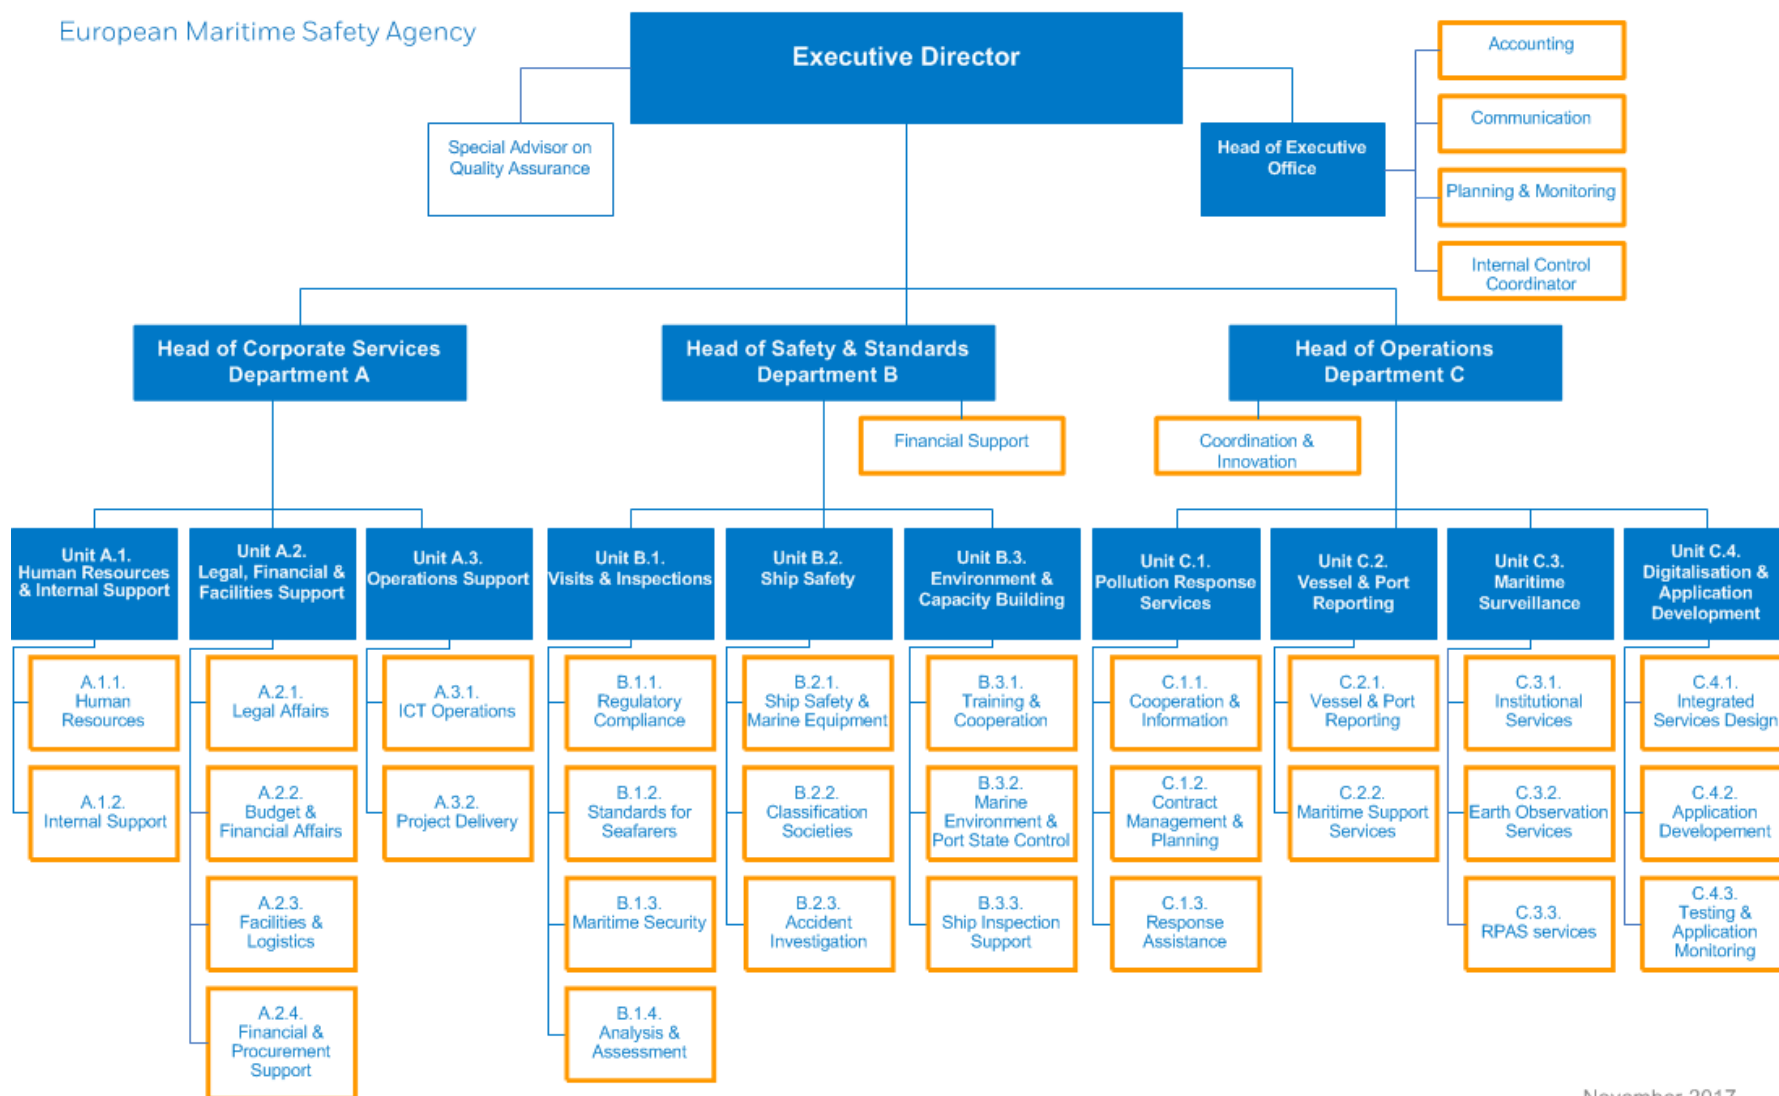 European Maritime Safety Agency
Executive Director
Accounting
Communication
Planning & Monitoring
Internal Control
Coordinator
Special Advisor on
Quality Assurance
Head of Executive
Office
Head of Corporate Services
Department A
Head of Safety & Standards
Department B
Head of Operations
Department C
Financial Support
Coordination &
Innovation
Unit A.1.
Human Resources
& Internal Support
Unit A.2.
Legal, Financial &
Facilities Support
Unit A.3.
Operations Support
Unit B.1.
Visits & Inspections
Unit B.2.
Ship Safety
Unit B.3.
Environment &
Capacity Building
Unit C.1.
Pollution Response
Services
Unit C.2.
Vessel & Port
Reporting
Unit C.3.
Maritime
Surveillance
Unit C.4.
Digitalisation &
Application
Development
A.1.1.
Human
Resources
A.1.2.
Internal Support
A.2.1.
Legal Affairs
A.2.2.
Budget &
Financial Affairs
A.2.3.
Facilities &
Logistics
A.2.4.
Financial &
Procurement
Support
A.3.1.
ICT Operations
A.3.2.
Project Delivery
B.1.1.
Regulatory
Compliance
B.1.2.
Standards for
Seafarers
B.1.3.
Maritime Security
B.1.4.
Analysis &
Assessment
B.2.1.
Ship Safety &
Marine Equipment
B.2.2.
Classification
Societies
B.2.3.
Accident
Investigation
B.3.1.
Training &
Cooperation
B.3.2.
Marine
Environment &
Port State Control
B.3.3.
Ship Inspection
Support
C.1.1.
Cooperation &
Information
C.1.2.
Contract
Management &
Planning
C.1.3.
Response
Assistance
C.2.1.
Vessel & Port
Reporting
C.2.2.
Maritime Support
Services
C.3.1.
Institutional
Services
C.3.2.
Earth Observation
Services
C.3.3.
RPAS services
C.4.1.
Integrated
Services Design
C.4.2.
Application
Developement
C.4.3.
Testing &
Application
Monitoring
November 2017